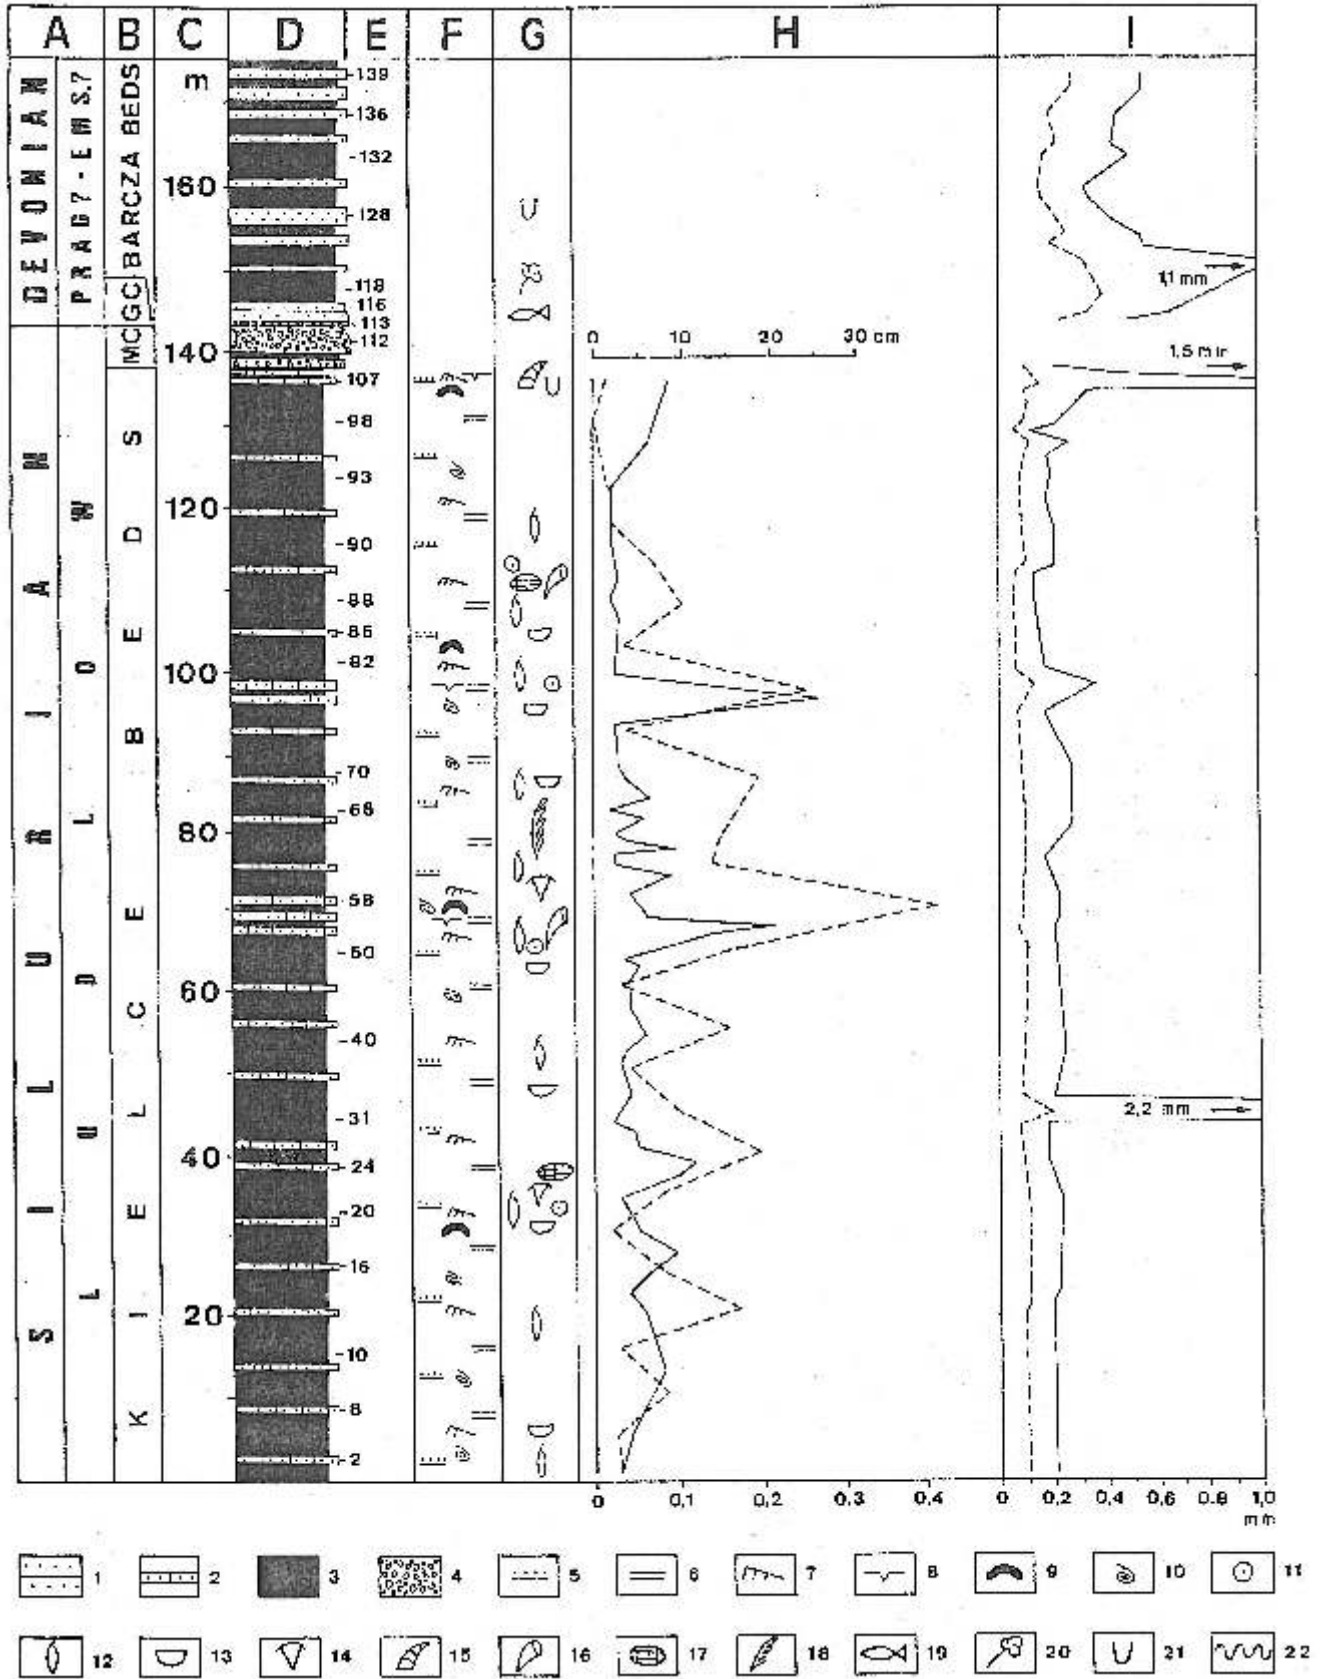 A B C D E F G H I
DEVONIAN
PRAG?-EMS.?
BARCZA BEDS
MCGC
SILURIAN
LUDLOW
KIELCE BEDS
m
160
140
120
100
80
60
40
20
-139
-136
-132
-128
-118
-116
-113
-112
107
-98
-93
-90
-88
-85
-82
-70
-68
-58
-50
-40
-31
-24
-20
-16
-10
-8
-2
0 10 20 30 cm
1,1 mm
1,5 mm
2,2 mm
0 0,1 0,2 0,3 0,4
0 0,2 0,4 0,6 0,8 1,0
mm
1 2 3 4 5 6 7 8 9 10 11
12 13 14 15 16 17 18 19 20 21 22